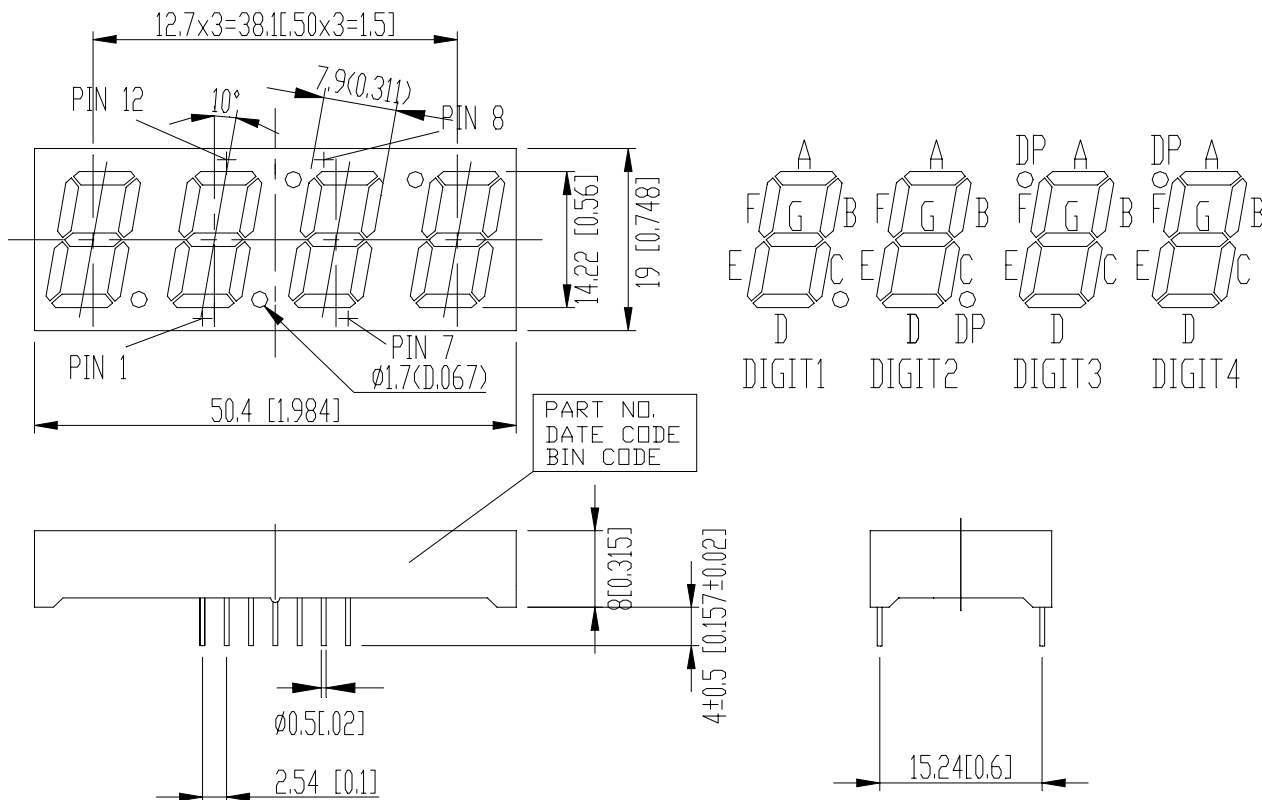 12.7x3=38.1[.50x3=1.5]
7.9(0.311)
PIN 12
10°
PIN 8
14.22 [0.56]
19 [0.748]
PIN 1
PIN 7
ø1.7(D.067)
50.4 [1.984]
A
F G B
E C
D
DIGIT1
A
F G B
E C
D DP
DIGIT2
DP A
F G B
E C
D
DIGIT3
DP A
F G B
E C
D
DIGIT4
PART NO.
DATE CODE
BIN CODE
8[0.315]
4±0.5 [0.157±0.02]
ø0.5[.02]
2.54 [0.1]
15.24[0.6]